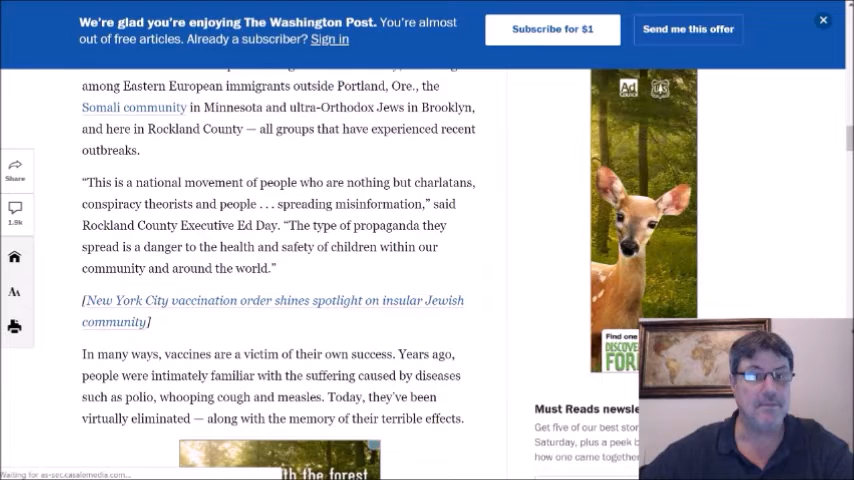 We're glad you're enjoying The Washington Post. You're almost
out of free articles. Already a subscriber? Sign in
Subscribe for $1
Send me this offer
among Eastern European immigrants outside Portland, Ore., the
Somali community in Minnesota and ultra-Orthodox Jews in Brooklyn,
and here in Rockland County — all groups that have experienced recent
outbreaks.
Share
1.9k
“This is a national movement of people who are nothing but charlatans,
conspiracy theorists and people . . . spreading misinformation,” said
Rockland County Executive Ed Day. “The type of propaganda they
spread is a danger to the health and safety of children within our
community and around the world.”
[New York City vaccination order shines spotlight on insular Jewish
community]
In many ways, vaccines are a victim of their own success. Years ago,
people were intimately familiar with the suffering caused by diseases
such as polio, whooping cough and measles. Today, they've been
virtually eliminated — along with the memory of their terrible effects.
Ad
UAS
Find one
DISCOVE
FOR
Must Reads newsle
Get five of our best stor
Saturday, plus a peek b
how one came together
the forest
Waiting for as-sec.casalemedia.com...
AA